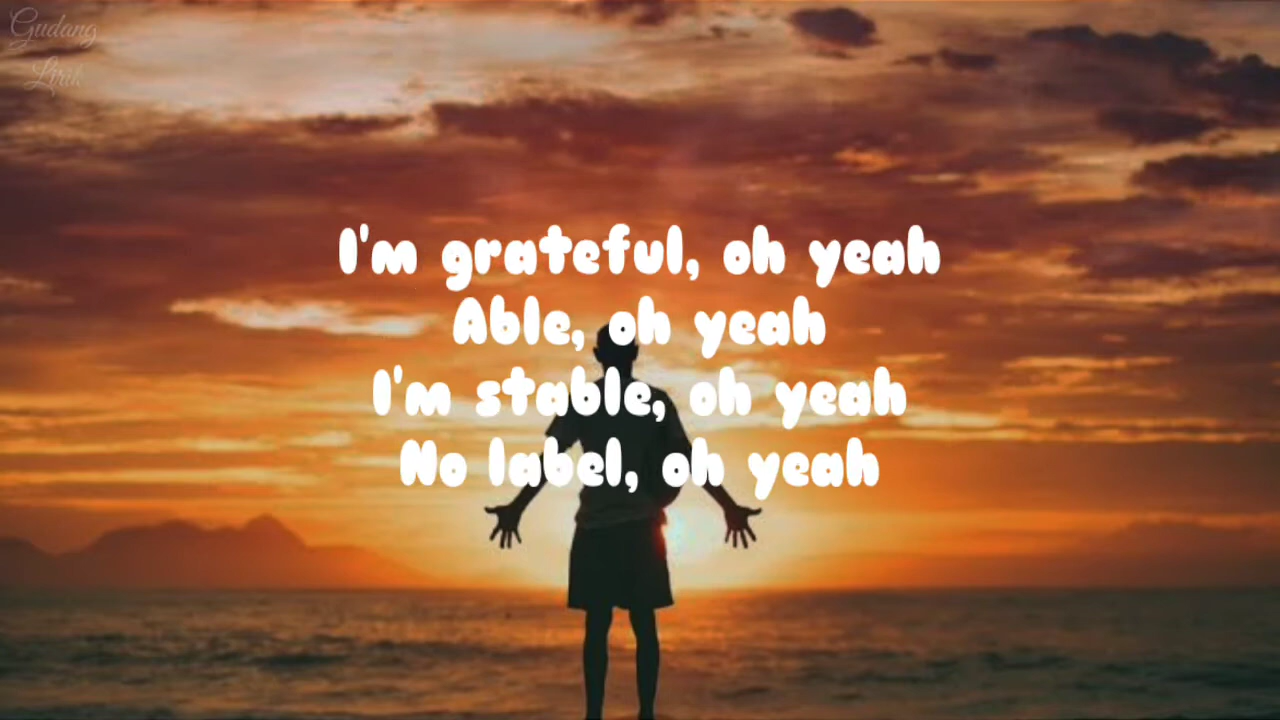 Gudang
Lirik
I'm grateful, oh yeah
Able, oh yeah
I'm stable, oh yeah
No label, oh yeah